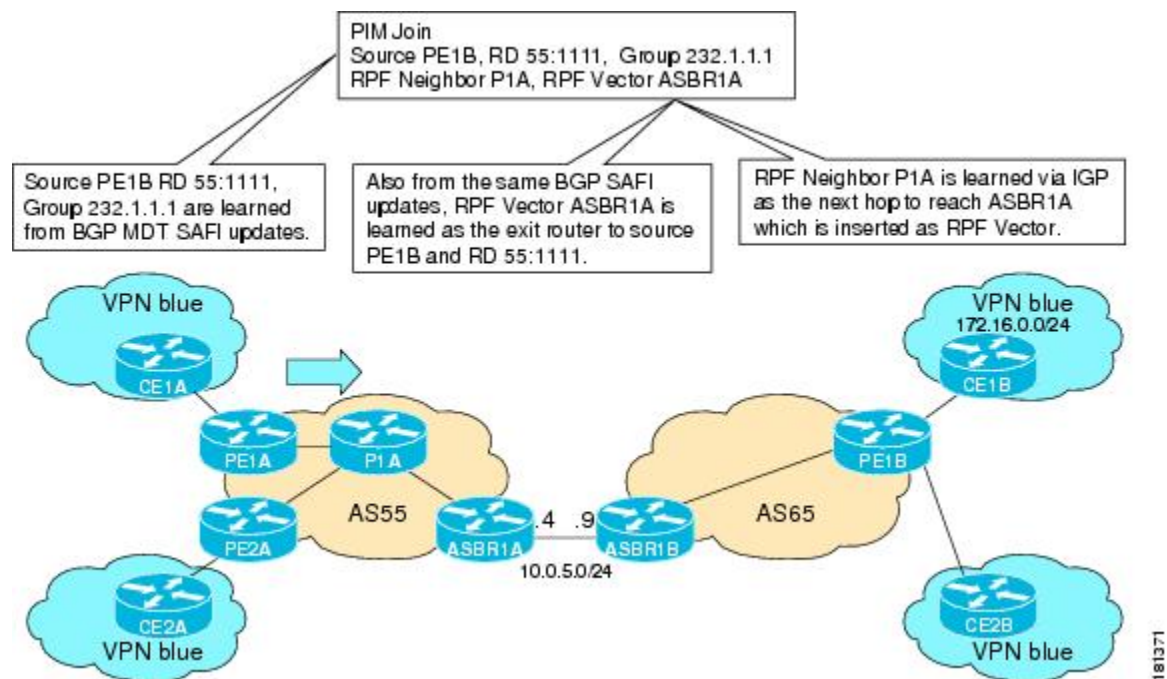 PIM Join
Source PE1B, RD 55:1111, Group 232.1.1.1
RPF Neighbor P1A, RPF Vector ASBR1A
Source PE1B RD 55:1111,
Group 232.1.1.1 are learned
from BGP MDT SAFI updates.
Also from the same BGP SAFI
updates, RPF Vector ASBR1A is
learned as the exit router to source
PE1B and RD 55:1111.
RPF Neighbor P1A is learned via IGP
as the next hop to reach ASBR1A
which is inserted as RPF Vector.
VPN blue
CE1A
VPN blue
172.16.0.0/24
CE1B
PE1A
P1A
PE1B
PE2A
AS55
ASBR1A
.4
.9
ASBR1B
AS65
10.0.5.0/24
CE2A
VPN blue
CE2B
VPN blue
181371